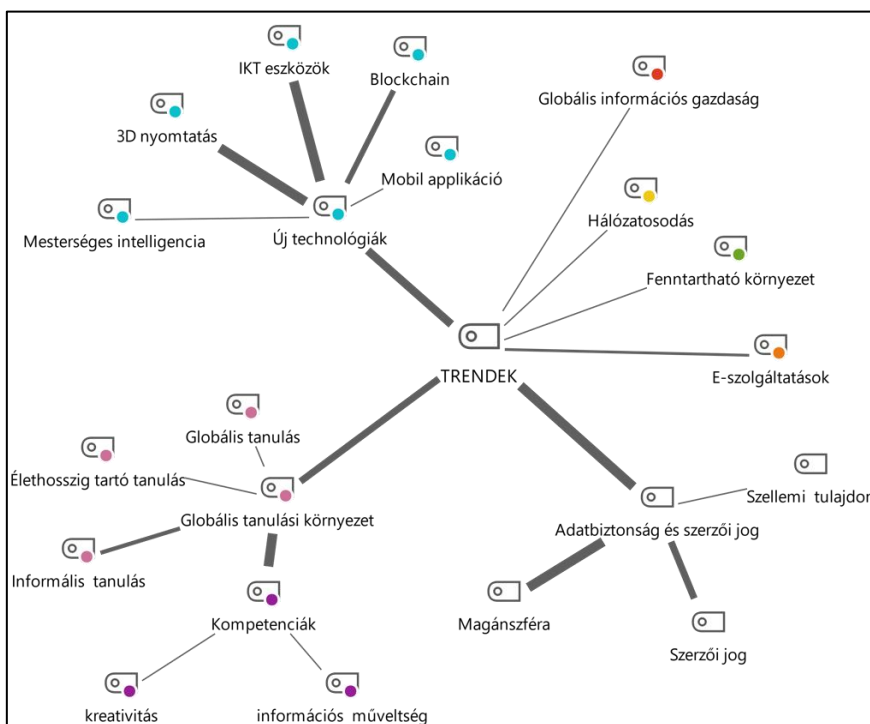 IKT eszközök
Blockchain
Globális információs gazdaság
3D nyomtatás
Mobil applikáció
Mesterséges intelligencia
Új technológiák
Hálózatosodás
Fenntartható környezet
TRENDEK
E-szolgáltatások
Globális tanulás
Élethosszig tartó tanulás
Globális tanulási környezet
Szellemi tulajdon
Adatbiztonság és szerzői jog
Informális tanulás
Kompetenciák
Magánszféra
Szerzői jog
kreativitás
információs műveltség